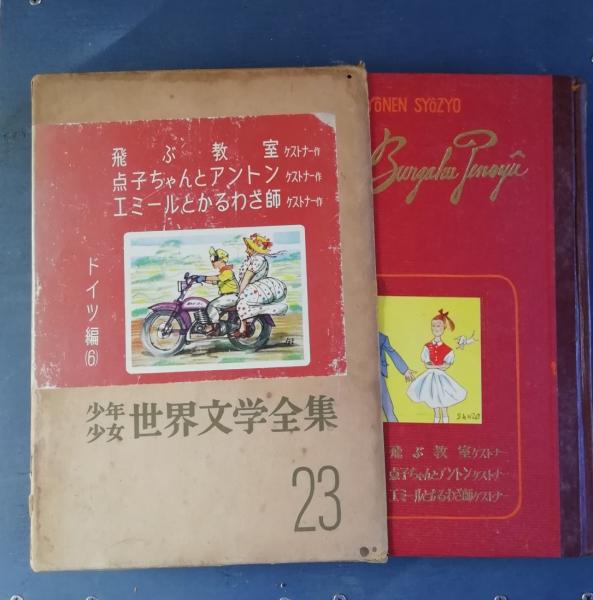 飛ぶ教室 ケストナー作
点子ちゃんとアントン ケストナー作
エミールとかるわざ師 ケストナー作
ドイツ編(6)
少年少女 世界文学全集
23
YŌNEN SYŌZYO
Bungaku Zensyû
飛ぶ教室 ケストナー
点子ちゃんとアントン ケストナー
エミールとかるわざ師 ケストナー